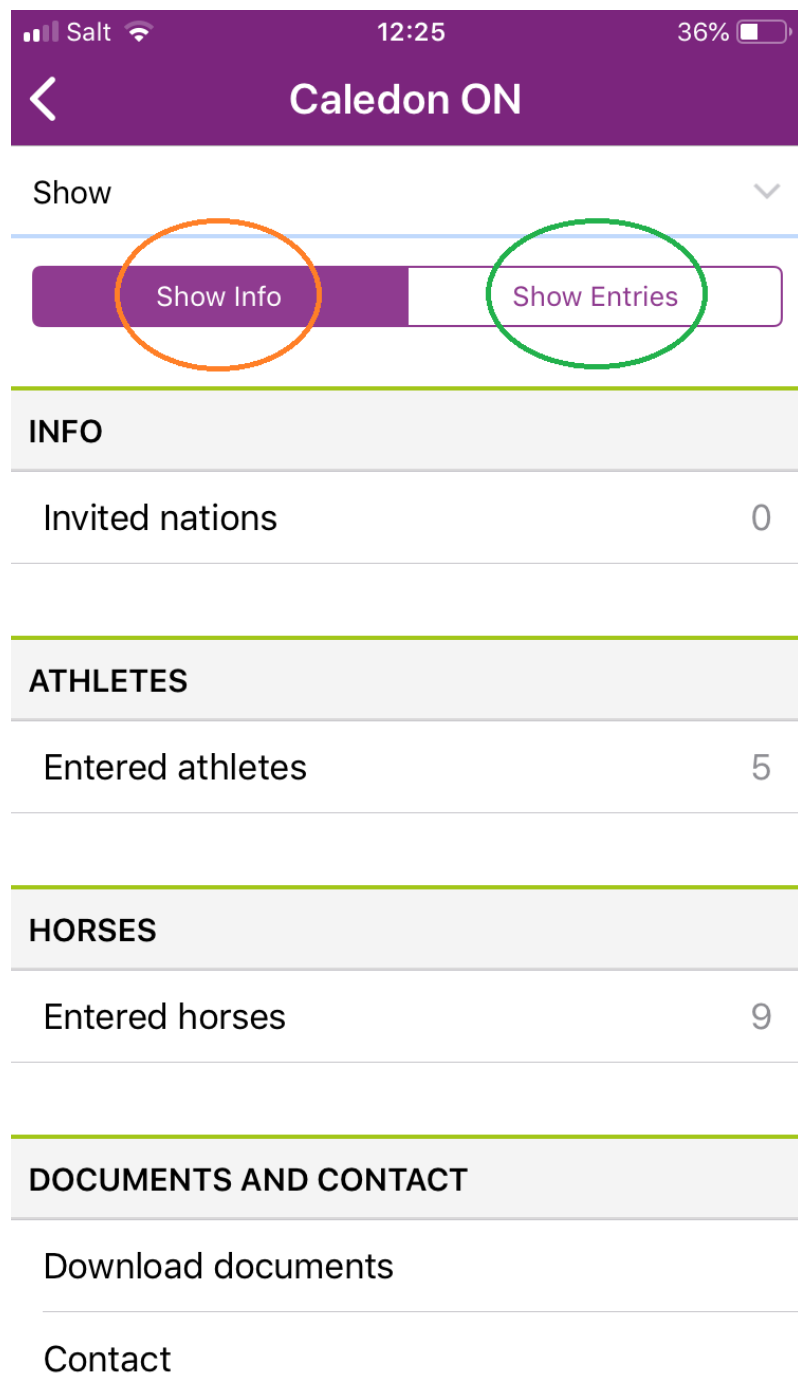 Salt 12:25 36%
Caledon ON
Show
Show Info Show Entries
INFO
Invited nations 0
ATHLETES
Entered athletes 5
HORSES
Entered horses 9
DOCUMENTS AND CONTACT
Download documents
Contact